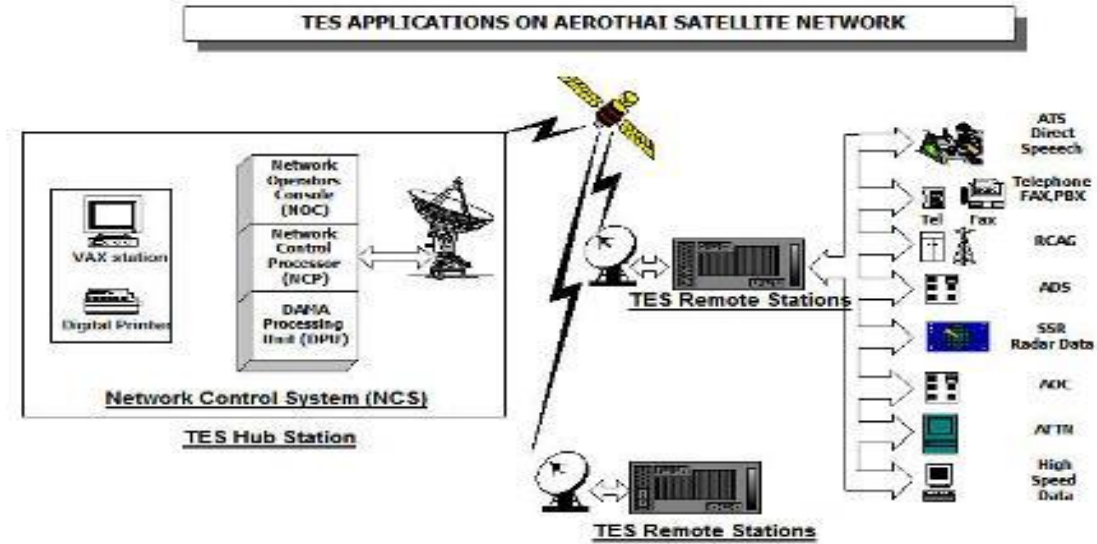 TES APPLICATIONS ON AEROTHAI SATELLITE NETWORK
Network
Operators
Console
(NOC)
Network
Control
Processor
(NCP)
DAMA
Processing
Unit (DPU)
VAX station
Digital Printer
Network Control System (NCS)
TES Hub Station
TES Remote Stations
TES Remote Stations
ATS
Direct
Speeech
Telephone
FAX,PBX
Tel
Fax
RCAG
ADS
SSR
Radar Data
AOC
AFTN
High
Speed
Data